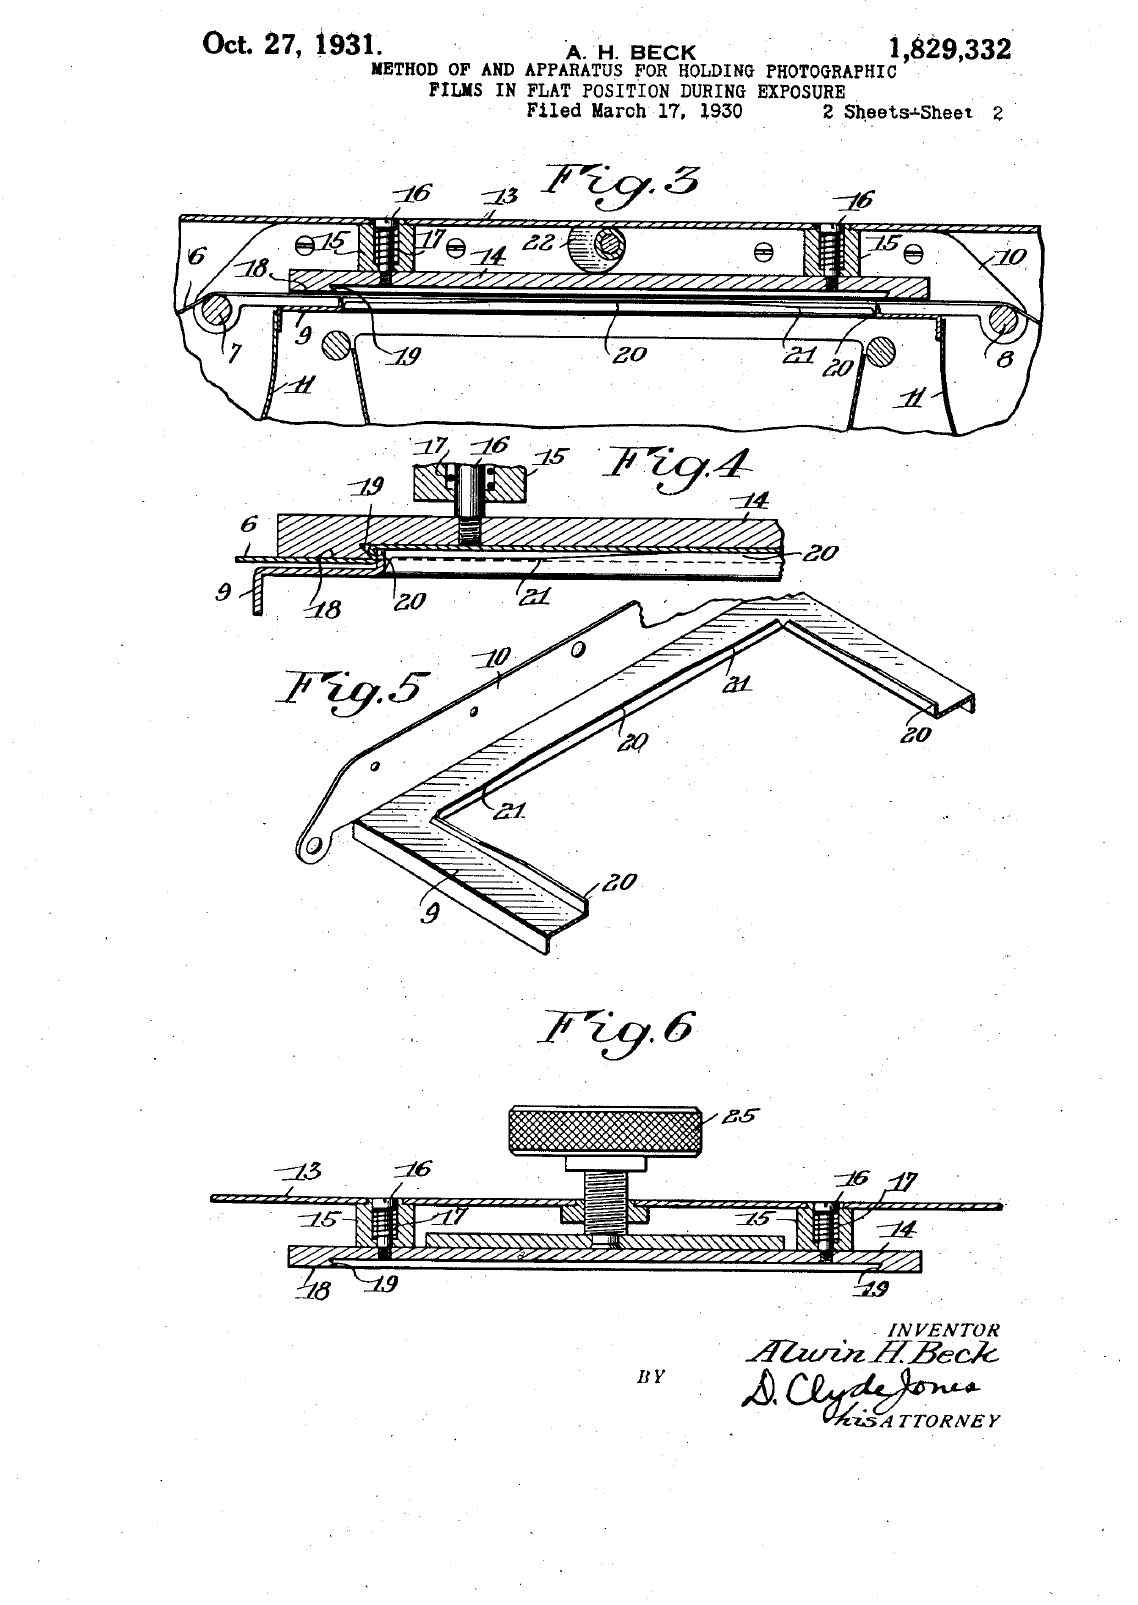 Oct. 27, 1931. A. H. BECK 1,829,332
METHOD OF AND APPARATUS FOR HOLDING PHOTOGRAPHIC
FILMS IN FLAT POSITION DURING EXPOSURE
Filed March 17, 1930 2 Sheets-Sheet 2
Fig. 3
16 13 16
6 15 17 22 15 10
18 14
9 20
7 19 20 21 20 8
11 11
Fig. 4
17 16 15
19 14
6 20
9 18 20 21
Fig. 5
10
21
20 20
21
20
9
Fig. 6
25
13 16 16 17
15 17 15 14
18 19 19
INVENTOR
Alwin H. Beck
BY
D. Clyde Jones
his ATTORNEY